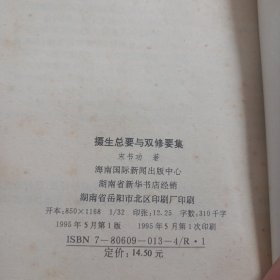 摄生总要与双修要集
宋书功 著
海南国际新闻出版中心
湖南省新华书店经销
湖南省岳阳市北区印刷厂印刷
开本:850×1168 1/32 印张:13.25 字数:310千字
1995年5月第1版 1995年5月第1次印刷
ISBN 7—80609—013—4/R·1
定价:14.50元